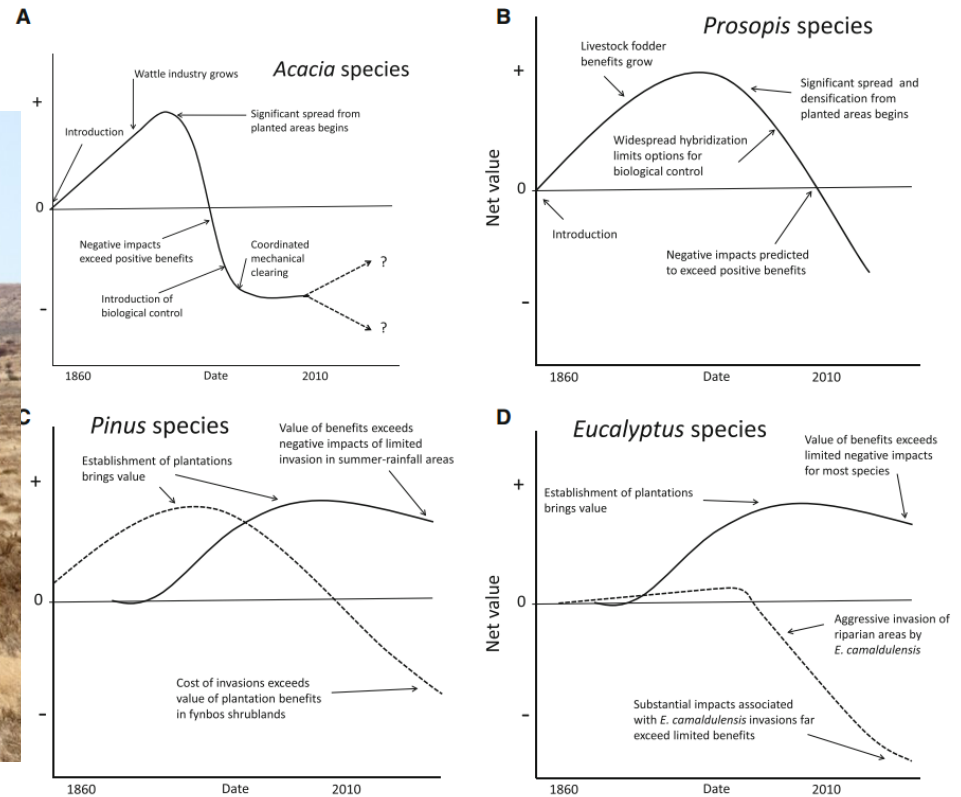 A
Acacia species
Wattle industry grows
+
Introduction
Significant spread from
planted areas begins
0
Negative impacts
exceed positive benefits
Coordinated
mechanical
clearing
?
Introduction of
biological control
-
?
1860
Date
2010
B
Prosopis species
Livestock fodder
benefits grow
+
Significant spread and
densification from
planted areas begins
Widespread hybridization
limits options for
biological control
Net value
0
Introduction
Negative impacts predicted
to exceed positive benefits
-
1860
Date
2010
C
Pinus species
Value of benefits exceeds
negative impacts of limited
invasion in summer-rainfall areas
Establishment of plantations
brings value
+
0
Cost of invasions exceeds
value of plantation benefits
in fynbos shrublands
-
1860
Date
2010
D
Eucalyptus species
Value of benefits exceeds
limited negative impacts
for most species
+
Establishment of plantations
brings value
Net value
0
Aggressive invasion of
riparian areas by
E. camaldulensis
Substantial impacts associated
with E. camaldulensis invasions far
exceed limited benefits
-
1860
Date
2010